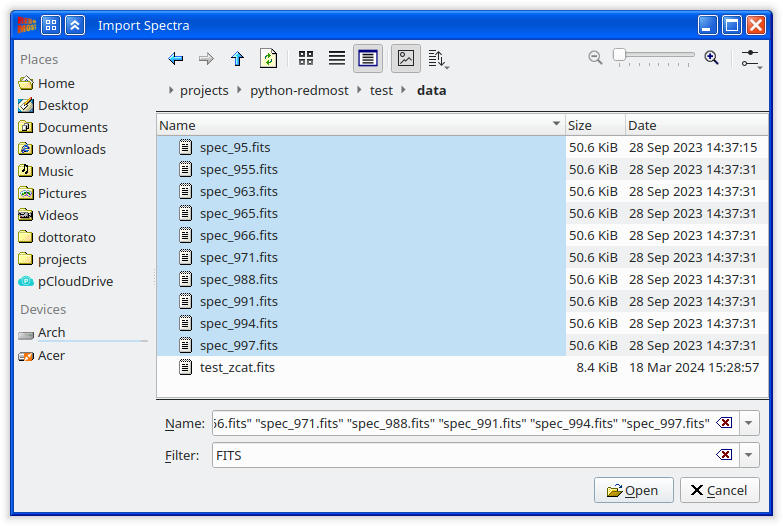 Import Spectra
Places
Home
Desktop
Documents
Downloads
Music
Pictures
Videos
dottorato
projects
pCloudDrive
Devices
Arch
Acer
projects python-redmost test data
Name Size Date
spec_95.fits 50.6 KiB 28 Sep 2023 14:37:15
spec_955.fits 50.6 KiB 28 Sep 2023 14:37:31
spec_963.fits 50.6 KiB 28 Sep 2023 14:37:31
spec_965.fits 50.6 KiB 28 Sep 2023 14:37:31
spec_966.fits 50.6 KiB 28 Sep 2023 14:37:31
spec_971.fits 50.6 KiB 28 Sep 2023 14:37:31
spec_988.fits 50.6 KiB 28 Sep 2023 14:37:31
spec_991.fits 50.6 KiB 28 Sep 2023 14:37:31
spec_994.fits 50.6 KiB 28 Sep 2023 14:37:31
spec_997.fits 50.6 KiB 28 Sep 2023 14:37:31
test_zcat.fits 8.4 KiB 18 Mar 2024 15:28:57
Name: 66.fits" "spec_971.fits" "spec_988.fits" "spec_991.fits" "spec_994.fits" "spec_997.fits"
Filter: FITS
Open Cancel